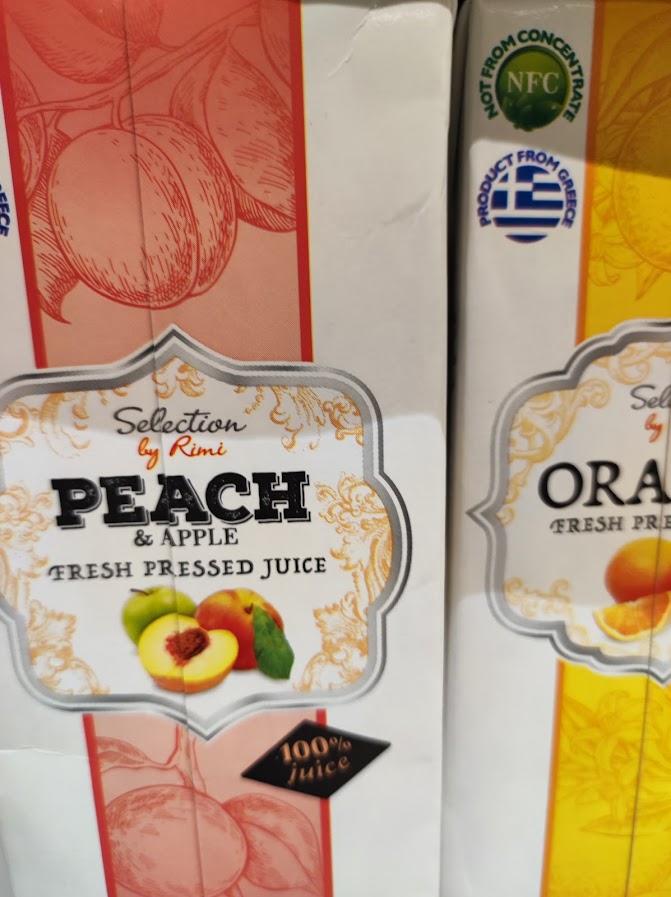 Selection
by Rimi
PEACH
& APPLE
FRESH PRESSED JUICE
100%
juice
NOT FROM CONCENTRATE
NFC
PRODUCT FROM GREECE